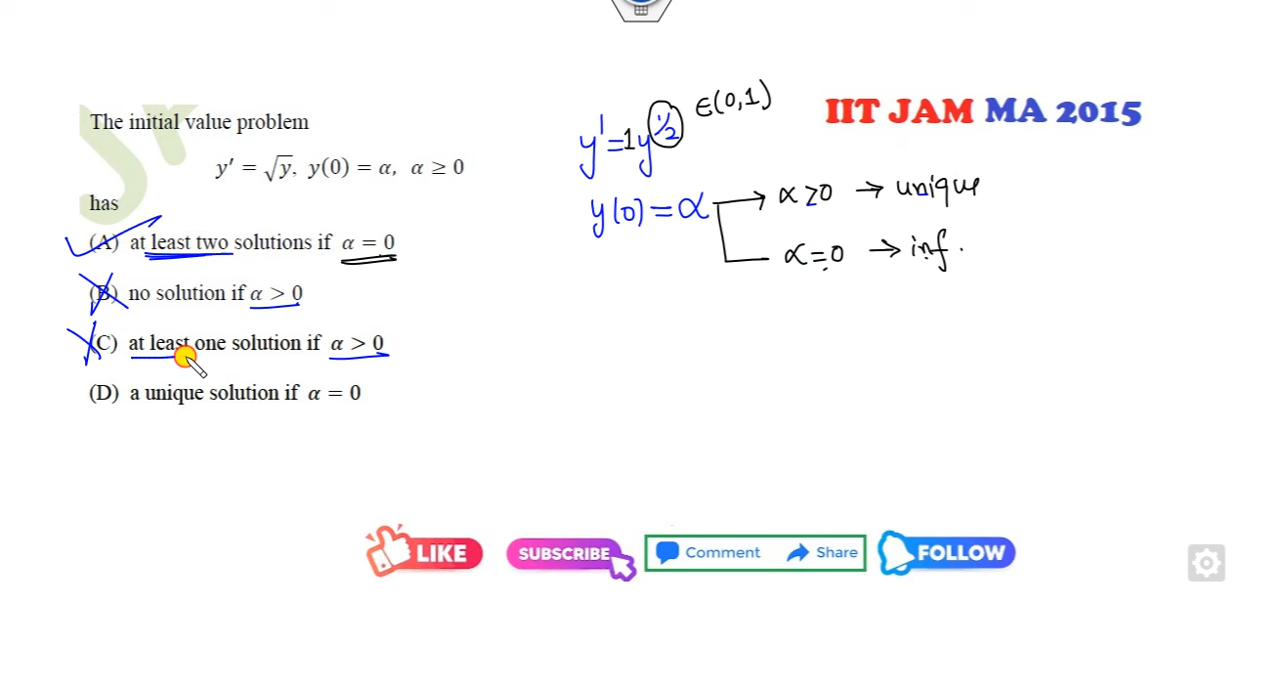 The initial value problem
y′ = √y, y(0) = α, α ≥ 0
has
(A) at least two solutions if α = 0
(B) no solution if α > 0
(C) at least one solution if α > 0
(D) a unique solution if α = 0
y' = 1y^1/2 ∈(0,1)
y(0) = α
α ≥0 → unique
α = 0 → inf.
IIT JAM MA 2015
LIKE
SUBSCRIBE
Comment Share
FOLLOW